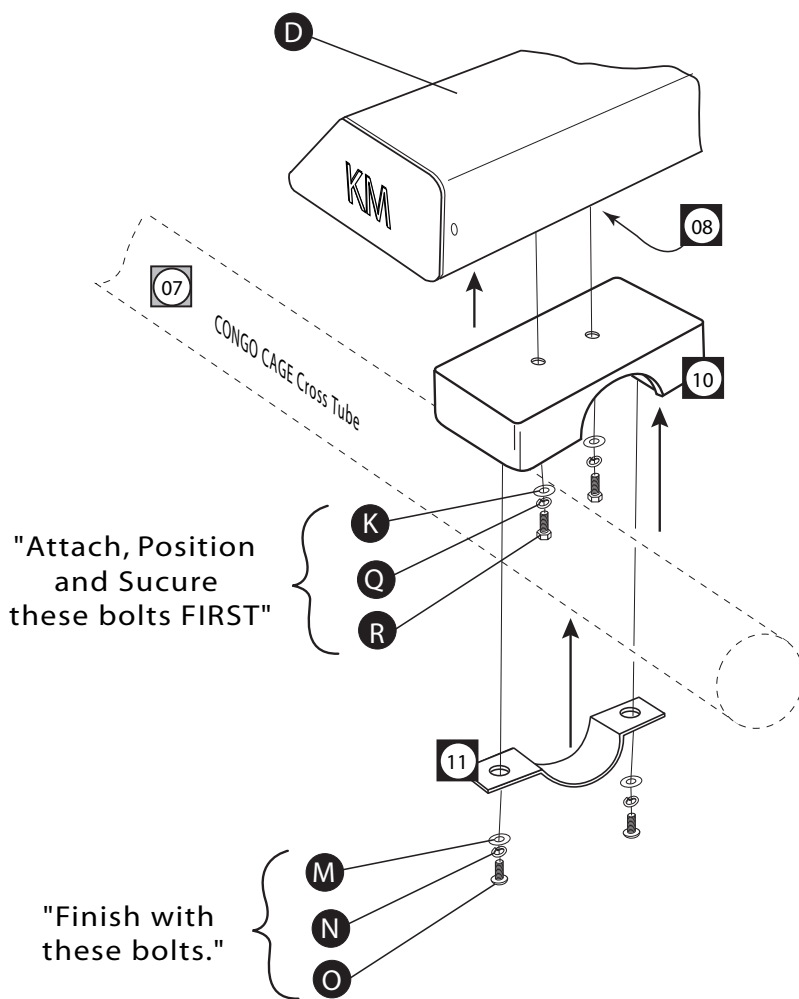 D
KM
08
07
CONGO CAGE Cross Tube
10
K
"Attach, Position
and Sucure
these bolts FIRST"
Q
R
11
M
"Finish with
these bolts."
N
O